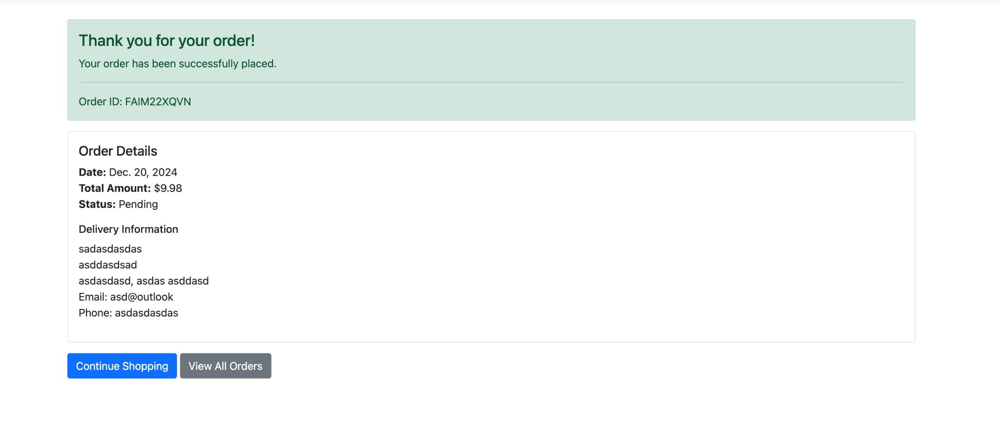 Thank you for your order!
Your order has been successfully placed.
Order ID: FAIM22XQVN
Order Details
Date: Dec. 20, 2024
Total Amount: $9.98
Status: Pending
Delivery Information
sadasdasdas
asddasdsad
asdasdasd, asdas asddasd
Email: asd@outlook
Phone: asdasdasdas
Continue Shopping
View All Orders